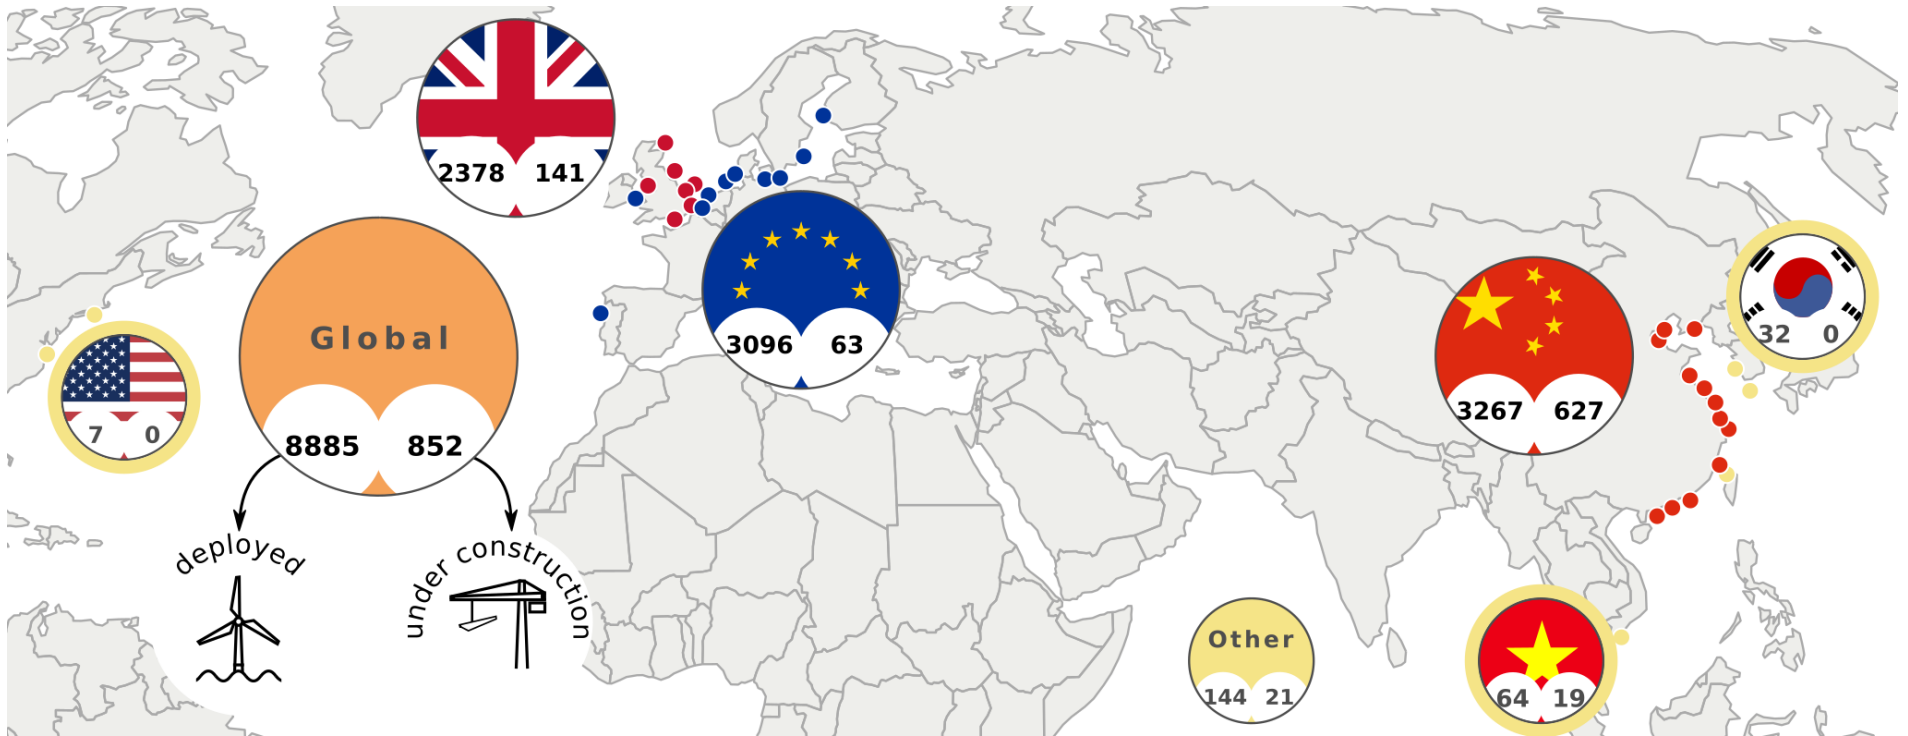 2378 141
Global
8885 852
deployed
under construction
7 0
3096 63
3267 627
32 0
Other
144 21
64 19